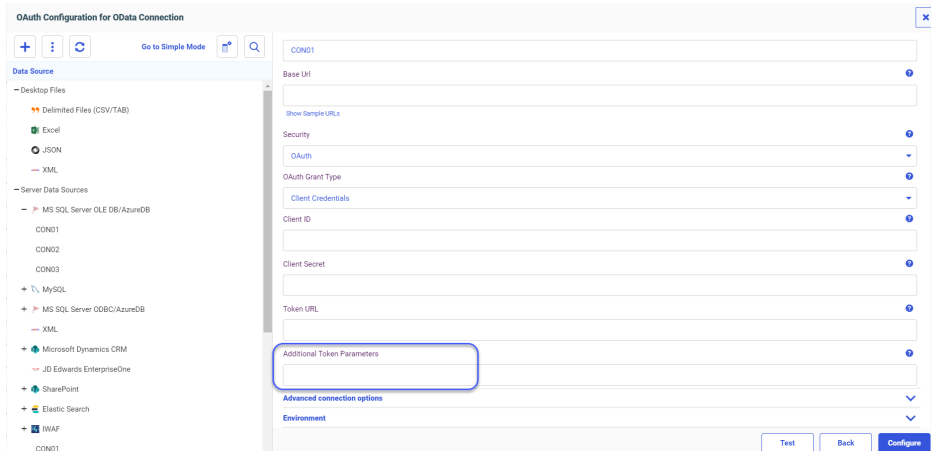 OAuth Configuration for OData Connection
Go to Simple Mode
Data Source
Desktop Files
Delimited Files (CSV/TAB)
Excel
JSON
XML
Server Data Sources
MS SQL Server OLE DB/AzureDB
CON01
CON02
CON03
MySQL
MS SQL Server ODBC/AzureDB
XML
Microsoft Dynamics CRM
JD Edwards EnterpriseOne
SharePoint
Elastic Search
IWAF
CON01
CON01
Base Url
Show Sample URLs
Security
OAuth
OAuth Grant Type
Client Credentials
Client ID
Client Secret
Token URL
Additional Token Parameters
Advanced connection options
Environment
Test
Back
Configure